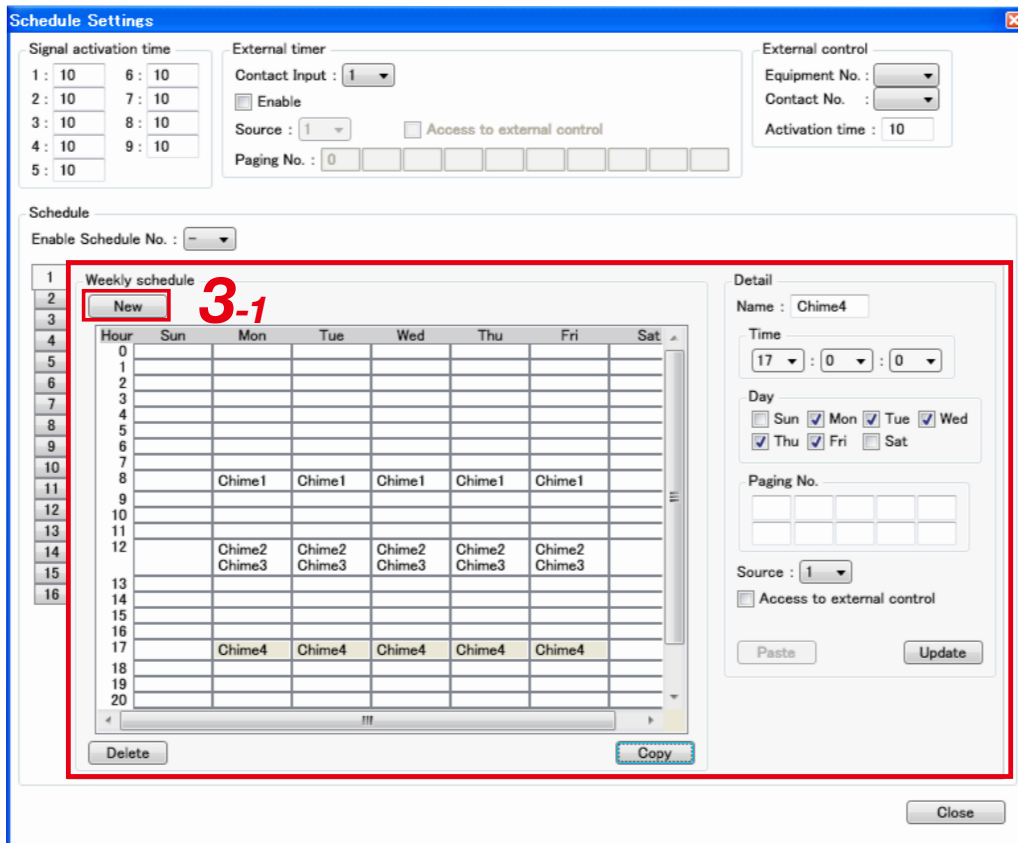 Schedule Settings
Signal activation time
1 : 10 6 : 10
2 : 10 7 : 10
3 : 10 8 : 10
4 : 10 9 : 10
5 : 10
External timer
Contact Input : 1
Enable
Source : 1 Access to external control
Paging No. : 0
External control
Equipment No. :
Contact No. :
Activation time : 10
Schedule
Enable Schedule No. : -
1
2
3
4
5
6
7
8
9
10
11
12
13
14
15
16
Weekly schedule
New
3-1
Hour Sun Mon Tue Wed Thu Fri Sat
0
1
2
3
4
5
6
7
8 Chime1 Chime1 Chime1 Chime1 Chime1
9
10
11
12 Chime2 Chime2 Chime2 Chime2 Chime2
Chime3 Chime3 Chime3 Chime3 Chime3
13
14
15
16
17 Chime4 Chime4 Chime4 Chime4 Chime4
18
19
20
Delete Copy
Detail
Name : Chime4
Time
17 : 0 : 0
Day
Sun Mon Tue Wed
Thu Fri Sat
Paging No.
Source : 1
Access to external control
Paste Update
Close